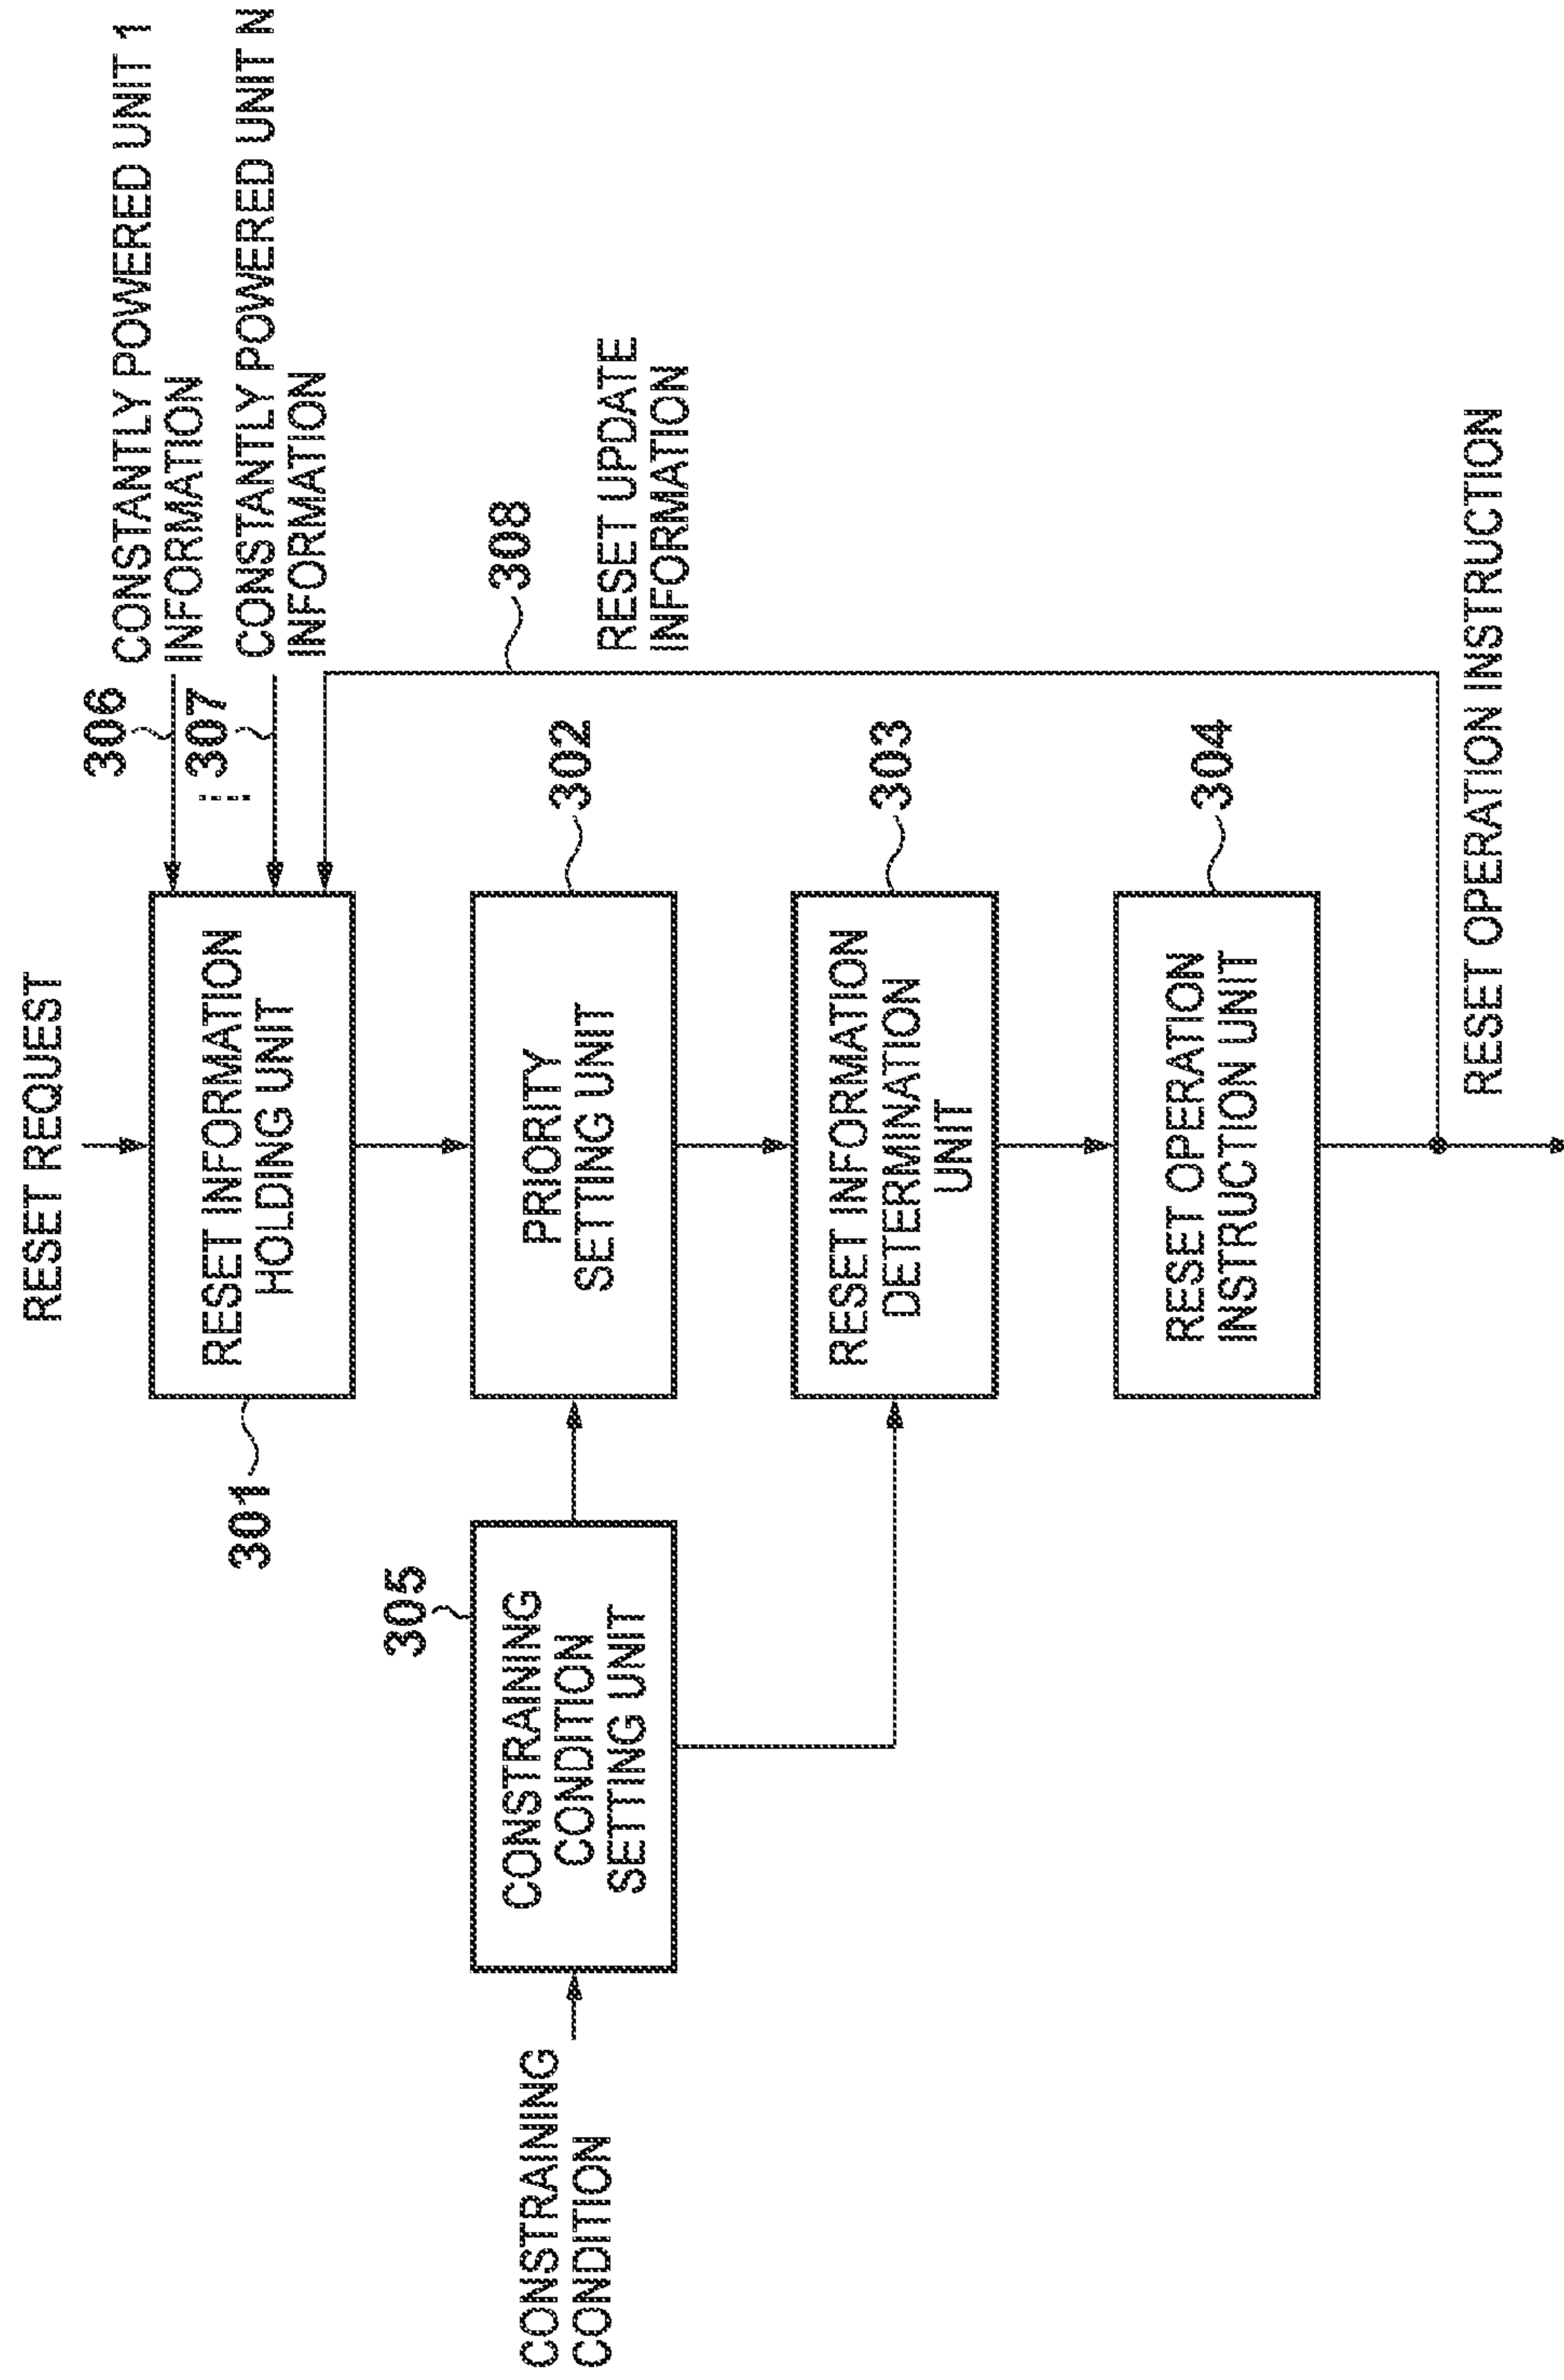 RESET REQUEST
306
CONSTANTLY POWERED UNIT 1
INFORMATION
307
CONSTANTLY POWERED UNIT N
INFORMATION
301
RESET INFORMATION
HOLDING UNIT
308
RESET UPDATE
INFORMATION
CONSTRAINING
CONDITION
305
CONSTRAINING
CONDITION
SETTING UNIT
PRIORITY
SETTING UNIT
302
RESET INFORMATION
DETERMINATION
UNIT
303
RESET OPERATION
INSTRUCTION UNIT
304
RESET OPERATION INSTRUCTION